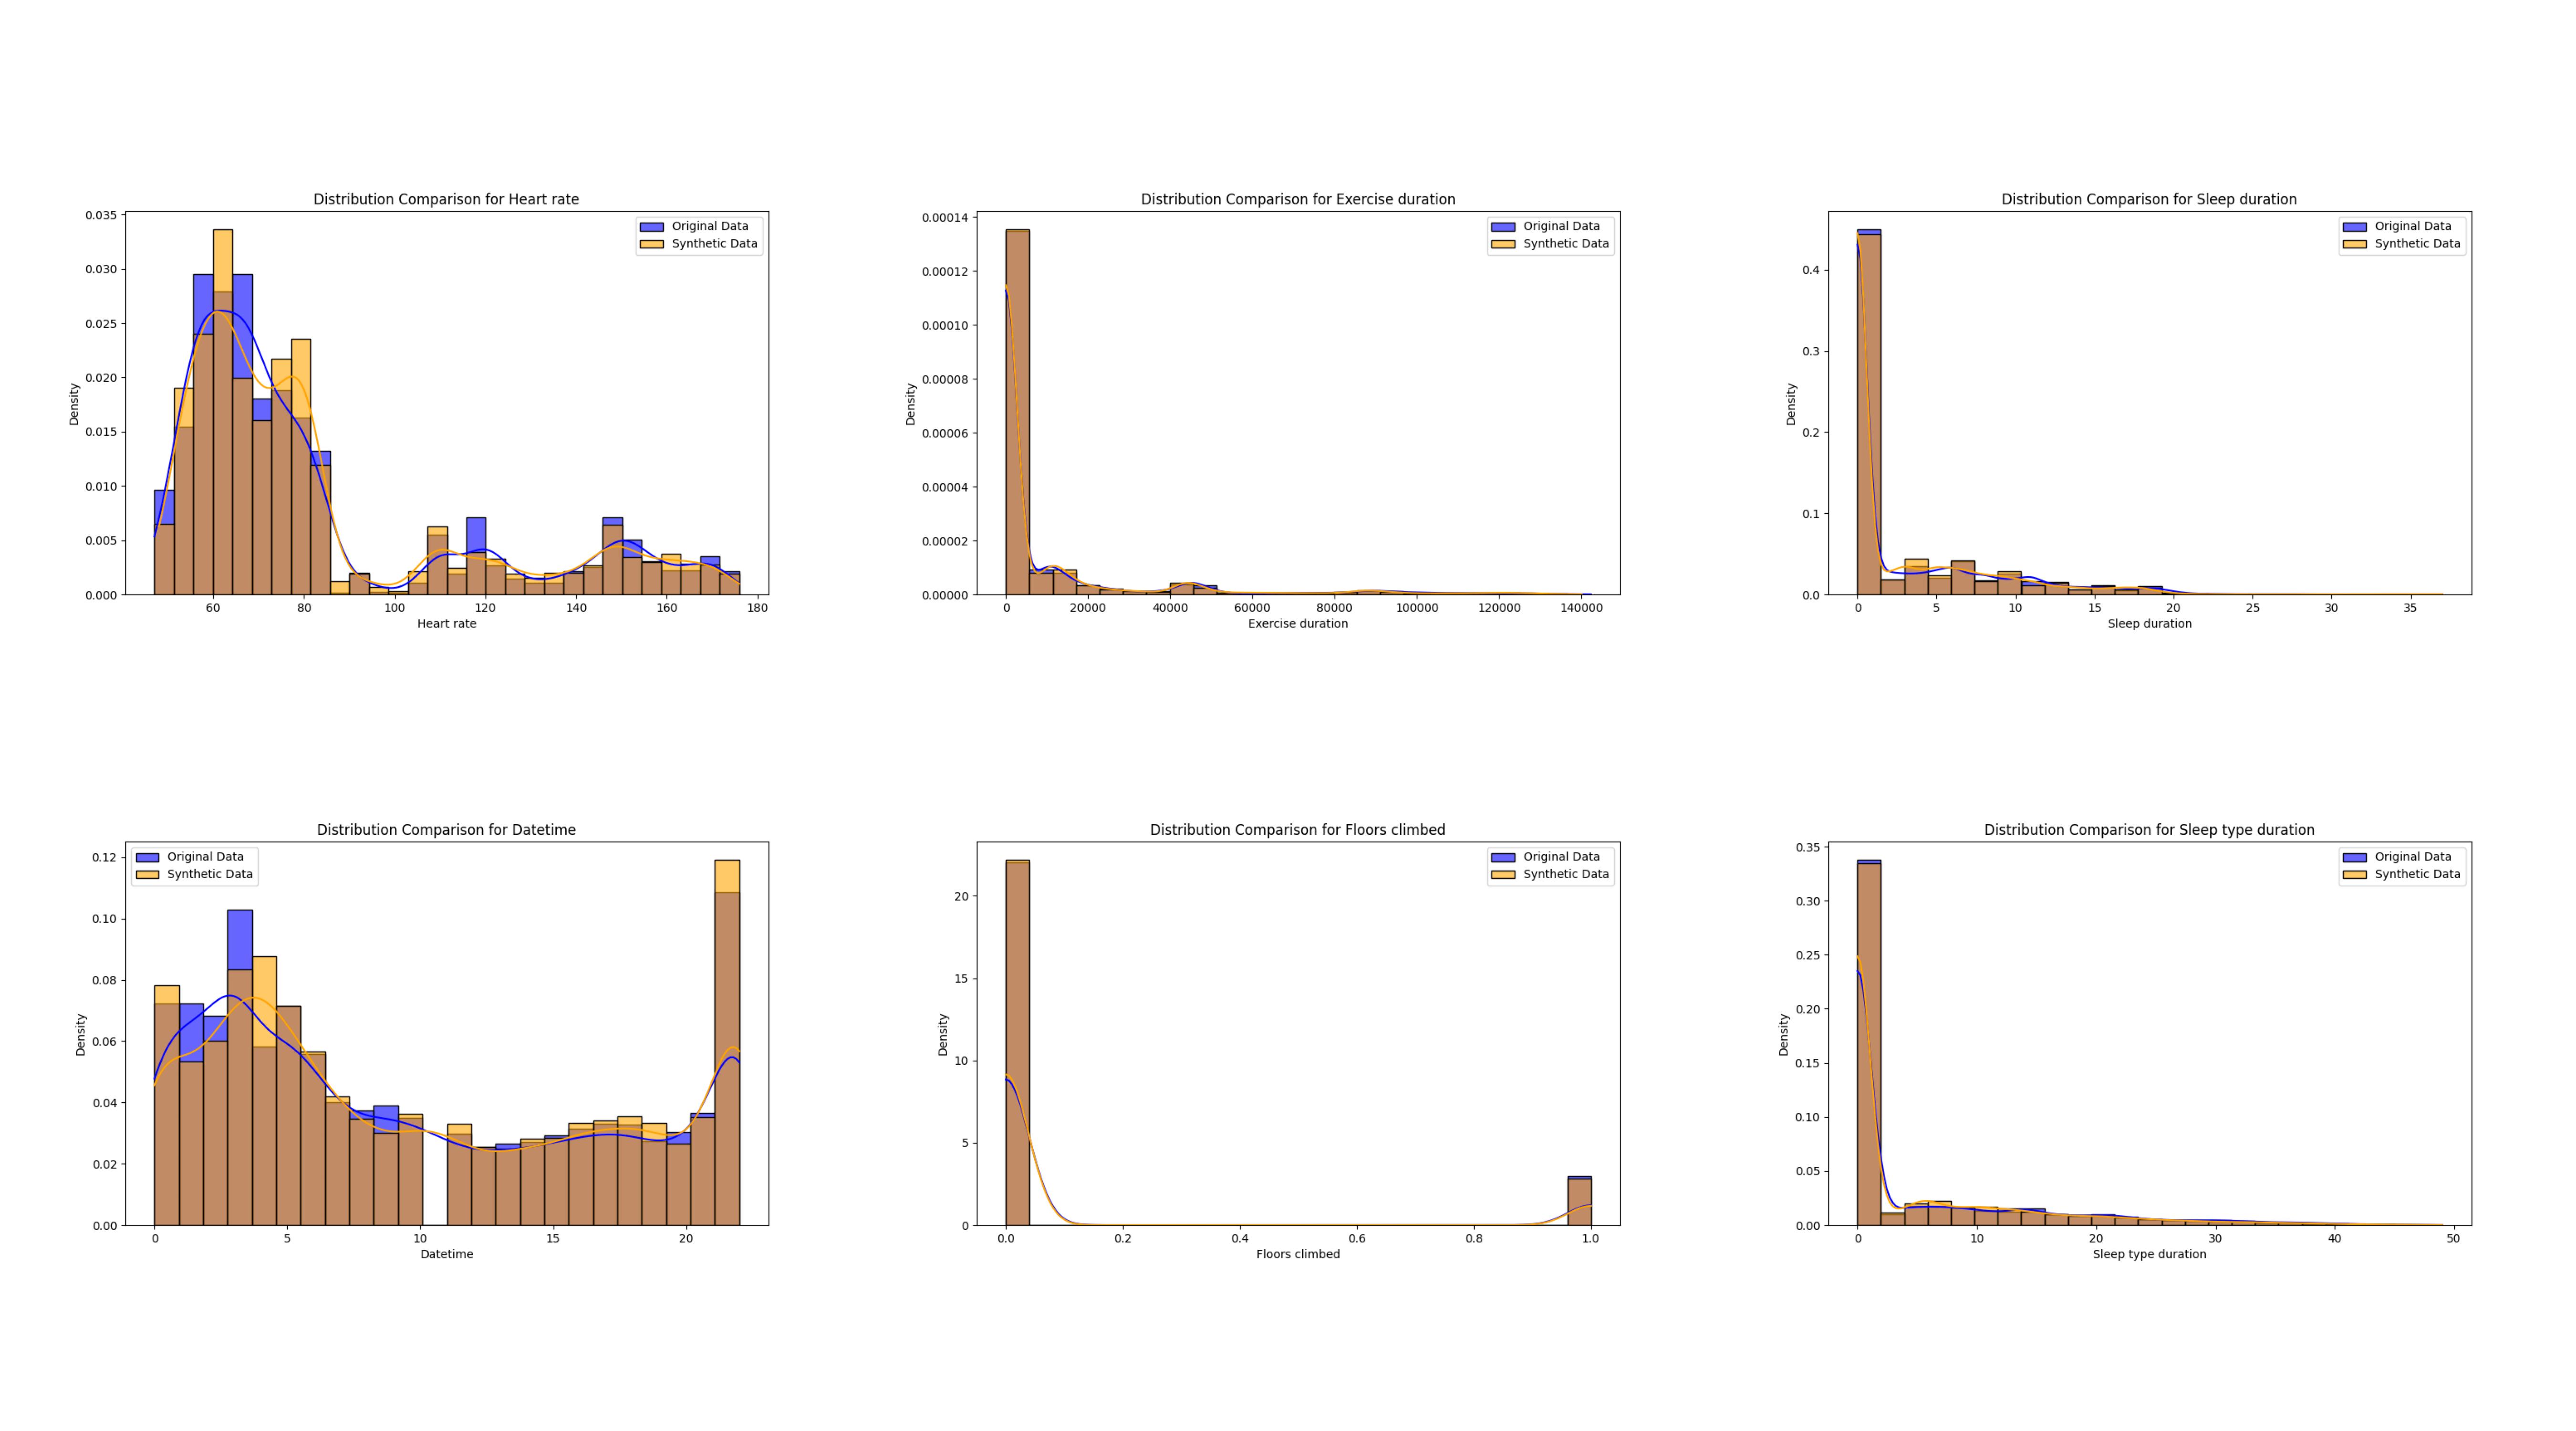 Distribution Comparison for Heart rate
Original Data
Synthetic Data
0.035
0.030
0.025
0.020
0.015
0.010
0.005
0.000
Density
60 80 100 120 140 160 180
Heart rate
Distribution Comparison for Exercise duration
Original Data
Synthetic Data
0.00014
0.00012
0.00010
0.00008
0.00006
0.00004
0.00002
0.00000
Density
0 20000 40000 60000 80000 100000 120000 140000
Exercise duration
Distribution Comparison for Sleep duration
Original Data
Synthetic Data
0.4
0.3
0.2
0.1
0.0
Density
0 5 10 15 20 25 30 35
Sleep duration
Distribution Comparison for Datetime
Original Data
Synthetic Data
0.12
0.10
0.08
0.06
0.04
0.02
0.00
Density
0 5 10 15 20
Datetime
Distribution Comparison for Floors climbed
Original Data
Synthetic Data
20
15
10
5
0
Density
0.0 0.2 0.4 0.6 0.8 1.0
Floors climbed
Distribution Comparison for Sleep type duration
Original Data
Synthetic Data
0.35
0.30
0.25
0.20
0.15
0.10
0.05
0.00
Density
0 10 20 30 40 50
Sleep type duration